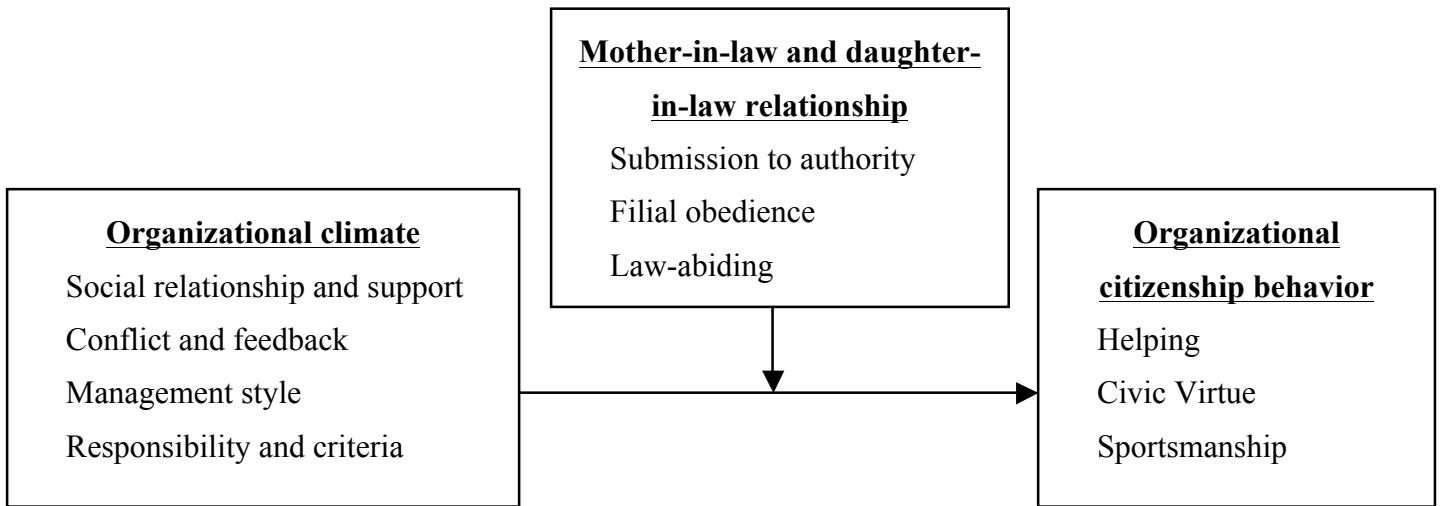 Mother-in-law and daughter-
in-law relationship
Submission to authority
Filial obedience
Law-abiding
Organizational climate
Social relationship and support
Conflict and feedback
Management style
Responsibility and criteria
Organizational
citizenship behavior
Helping
Civic Virtue
Sportsmanship